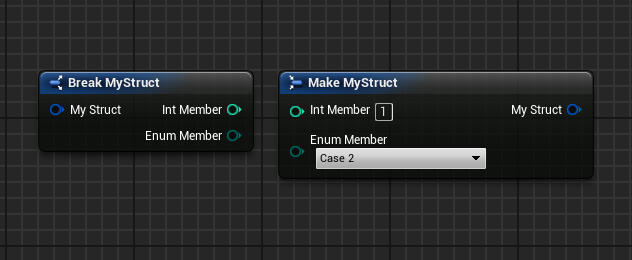 Break MyStruct
My Struct
Int Member
Enum Member
Make MyStruct
Int Member 1
My Struct
Enum Member
Case 2